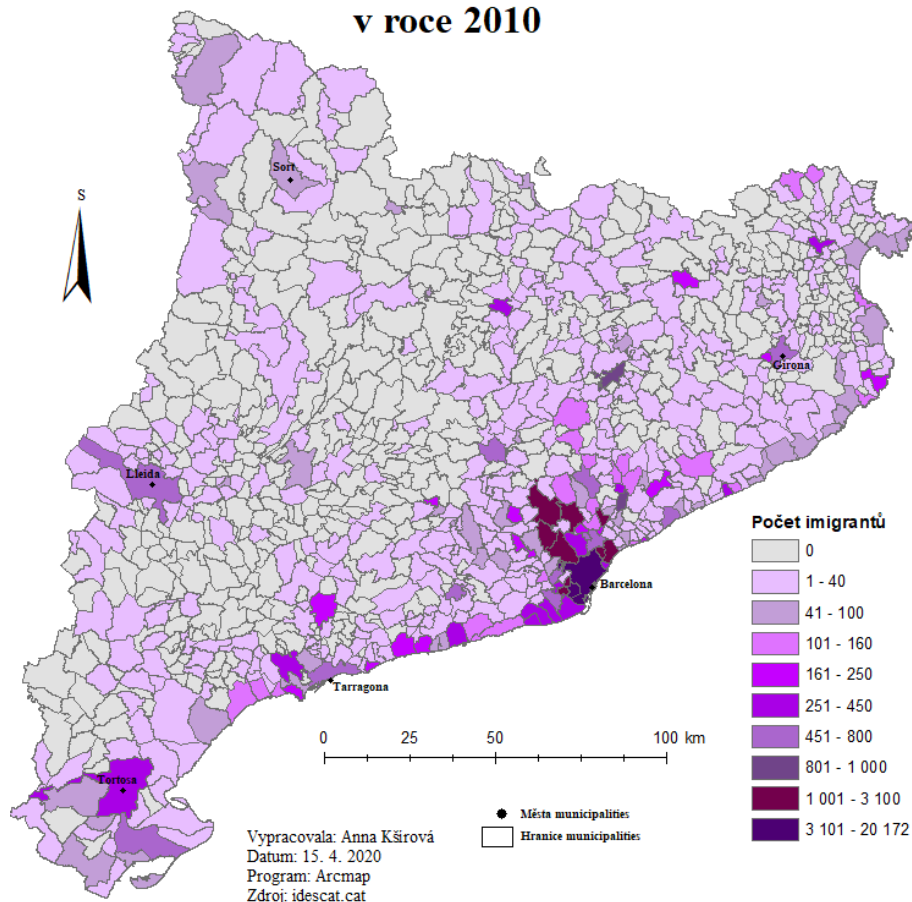 v roce 2010
S
Sort
Girona
Lleida
Počet imigrantů
0
1 - 40
41 - 100
101 - 160
161 - 250
251 - 450
451 - 800
801 - 1 000
1 001 - 3 100
3 101 - 20 172
Barcelona
Tarragona
0 25 50 100 km
Tortosa
Města municipalities
Hranice municipalities
Vypracovala: Anna Kšírová
Datum: 15. 4. 2020
Program: Arcmap
Zdroj: idescat.cat